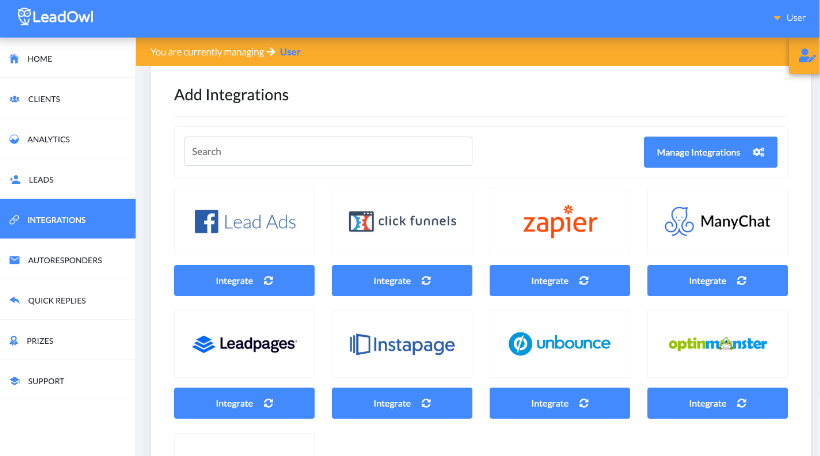 LeadOwl
User
You are currently managing → User
HOME
CLIENTS
ANALYTICS
LEADS
INTEGRATIONS
AUTORESPONDERS
QUICK REPLIES
PRIZES
SUPPORT
Add Integrations
Search
Manage Integrations
f Lead Ads
click funnels
zapier
ManyChat
Integrate
Integrate
Integrate
Integrate
Leadpages®
Instapage
unbounce
optinmonster
Integrate
Integrate
Integrate
Integrate